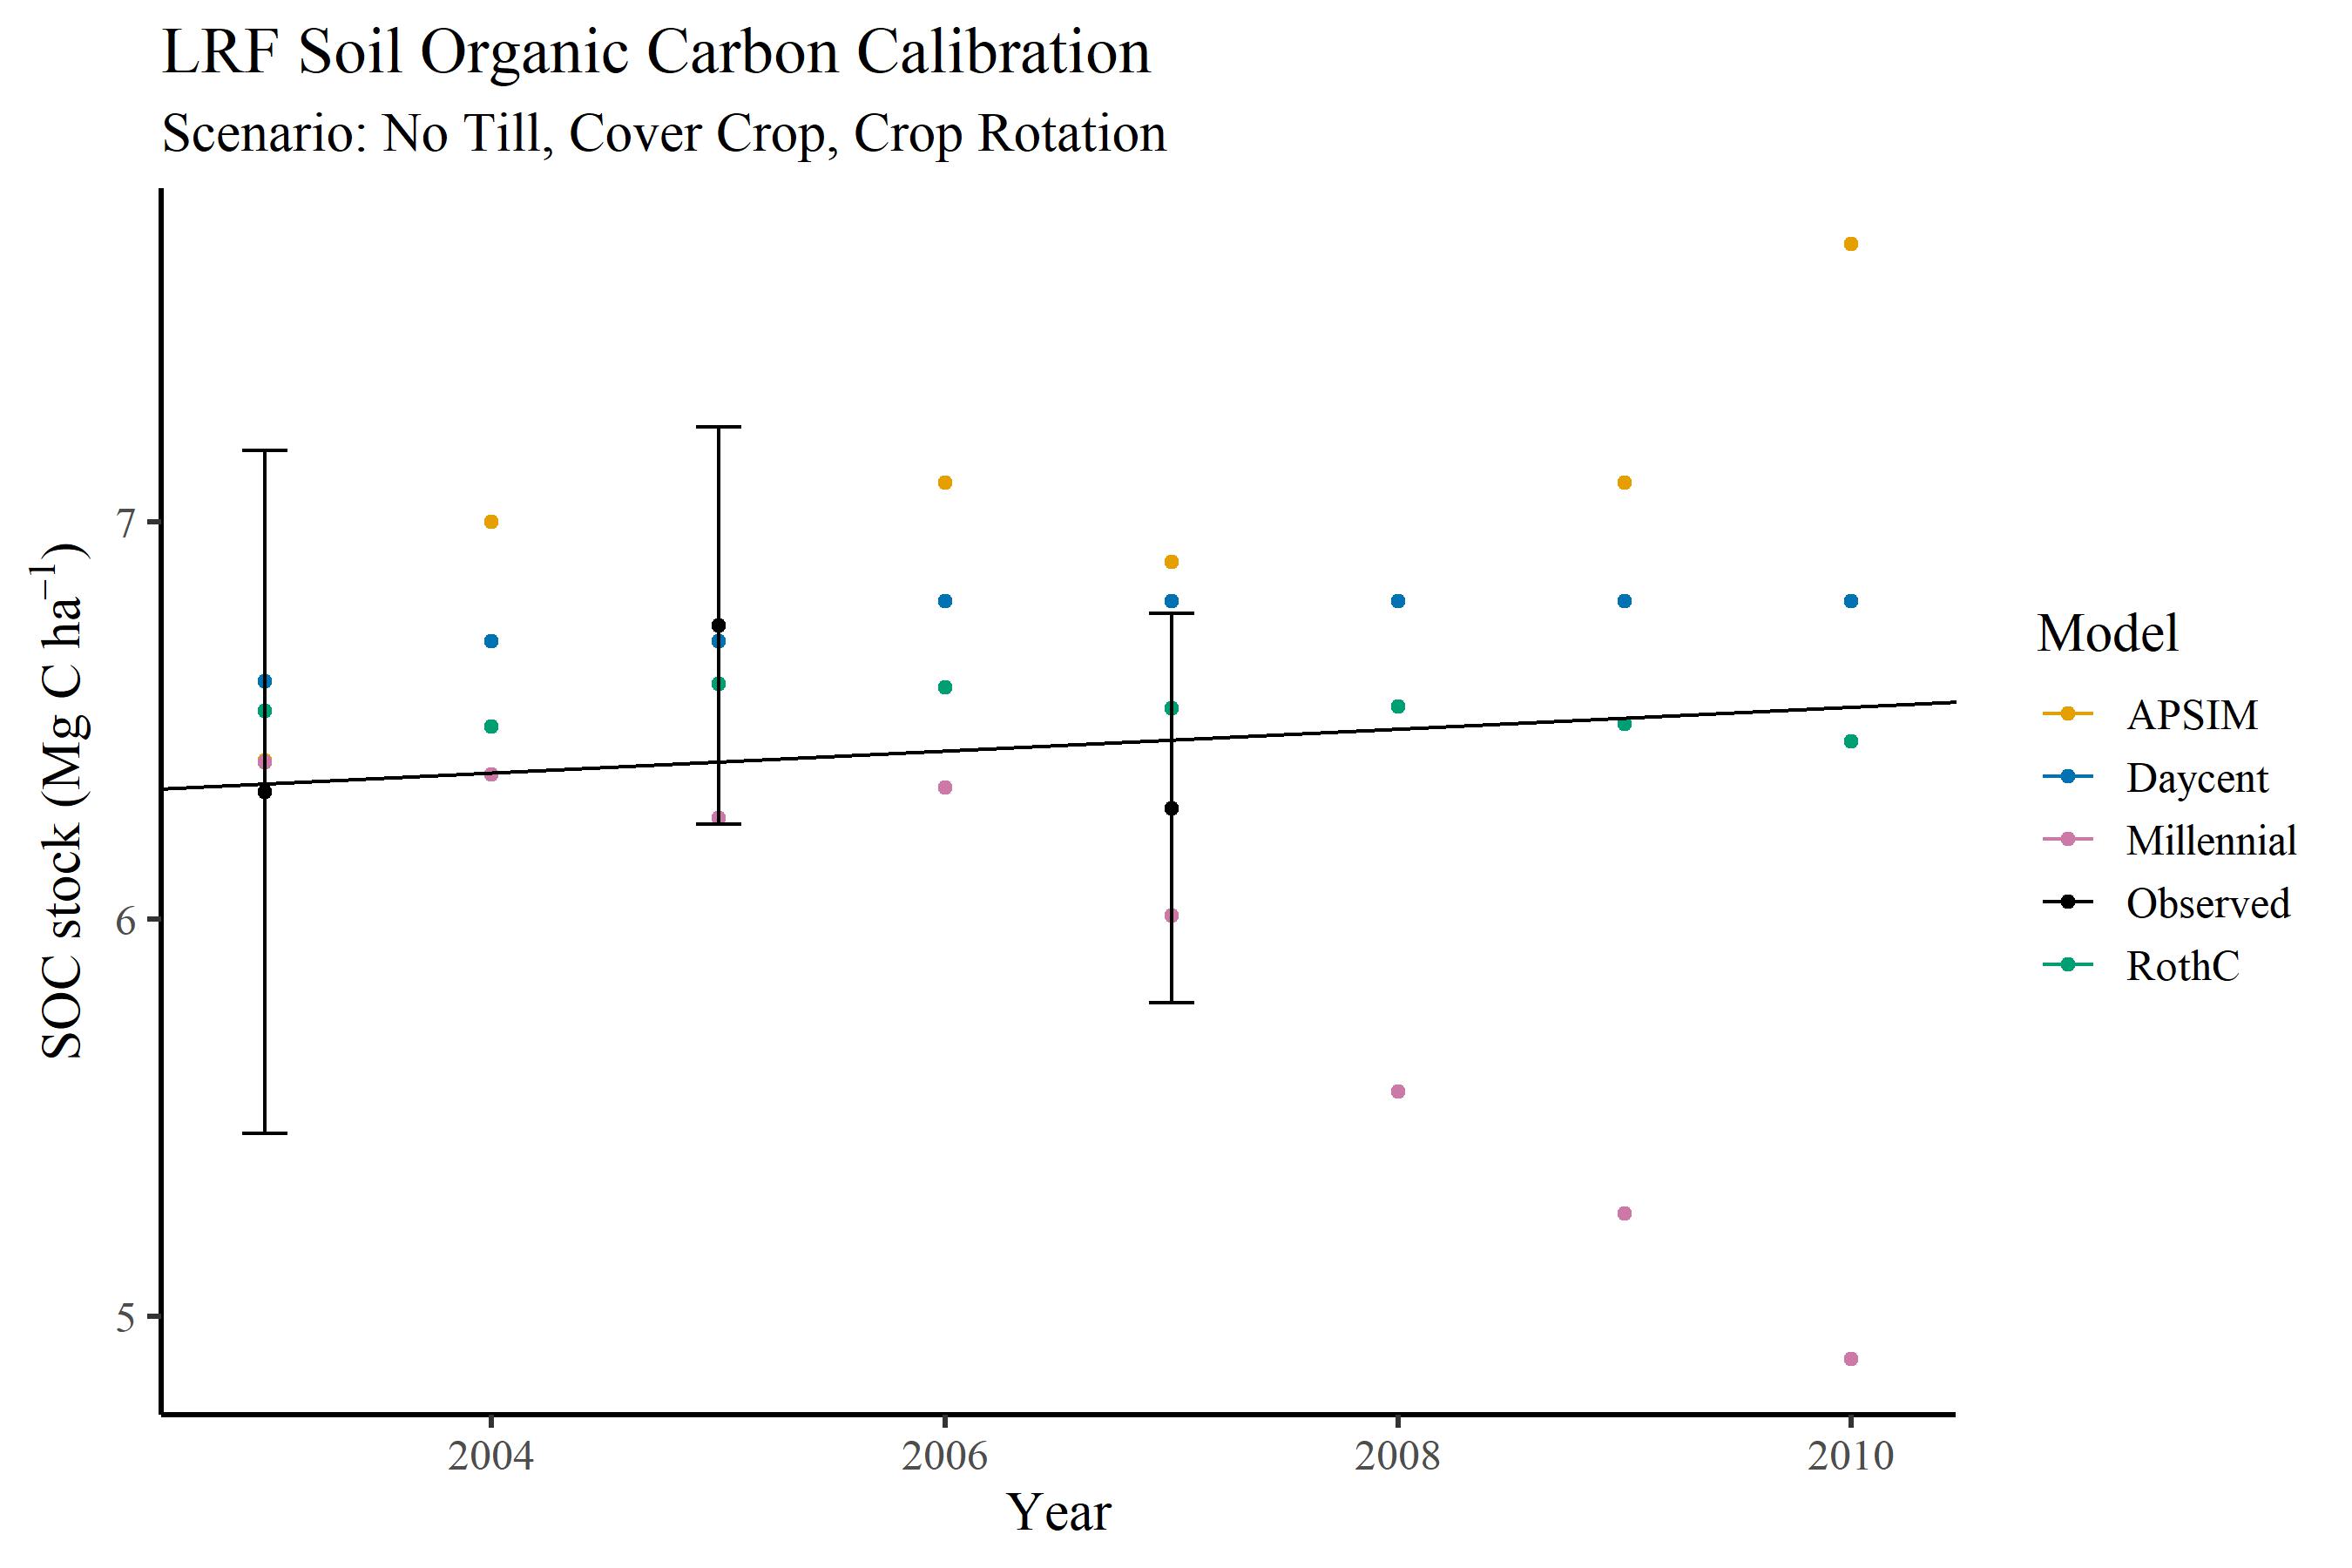 LRF Soil Organic Carbon Calibration
Scenario: No Till, Cover Crop, Crop Rotation
SOC stock (Mg C ha⁻¹)
7
6
5
2004
2006
2008
2010
Year
Model
APSIM
Daycent
Millennial
Observed
RothC